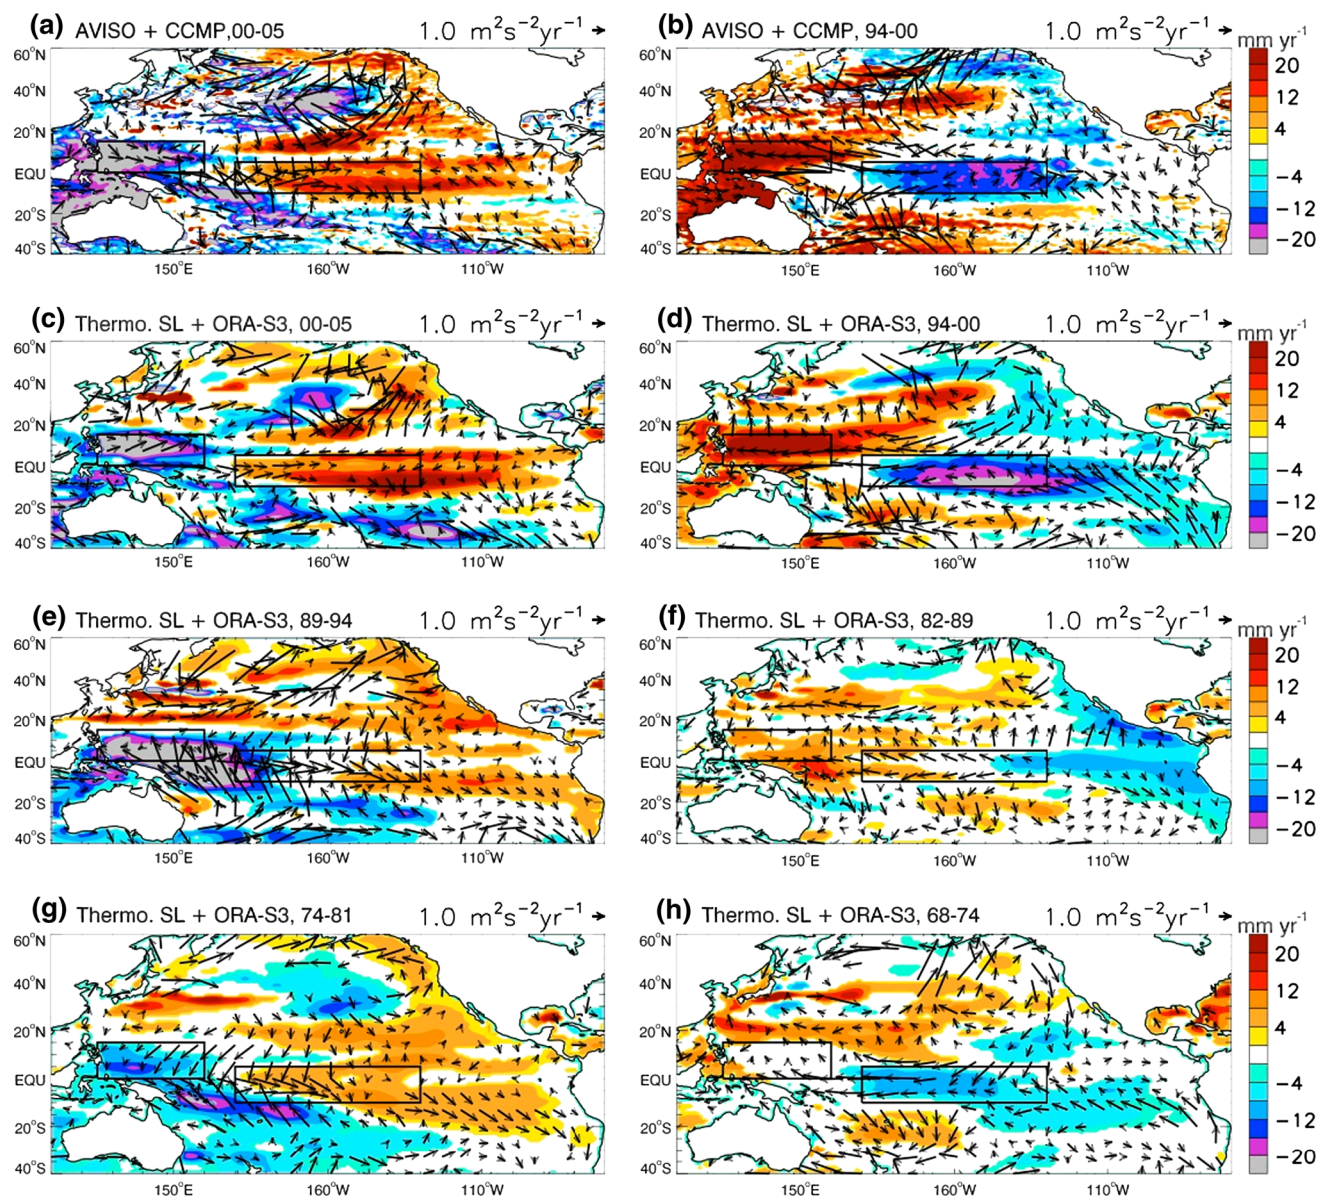 (a) AVISO + CCMP,00-05 1.0 m²s⁻²yr⁻¹
(b) AVISO + CCMP, 94-00 1.0 m²s⁻²yr⁻¹
mm yr⁻¹
60°N
40°N
20°N
EQU
20°S
40°S
150°E 160°W 110°W
60°N
40°N
20°N
EQU
20°S
40°S
150°E 160°W 110°W
20
12
4
−4
−12
−20
(c) Thermo. SL + ORA-S3, 00-05 1.0 m²s⁻²yr⁻¹
(d) Thermo. SL + ORA-S3, 94-00 1.0 m²s⁻²yr⁻¹
mm yr⁻¹
60°N
40°N
20°N
EQU
20°S
40°S
150°E 160°W 110°W
60°N
40°N
20°N
EQU
20°S
40°S
150°E 160°W 110°W
20
12
4
−4
−12
−20
(e) Thermo. SL + ORA-S3, 89-94 1.0 m²s⁻²yr⁻¹
(f) Thermo. SL + ORA-S3, 82-89 1.0 m²s⁻²yr⁻¹
mm yr⁻¹
60°N
40°N
20°N
EQU
20°S
40°S
150°E 160°W 110°W
60°N
40°N
20°N
EQU
20°S
40°S
150°E 160°W 110°W
20
12
4
−4
−12
−20
(g) Thermo. SL + ORA-S3, 74-81 1.0 m²s⁻²yr⁻¹
(h) Thermo. SL + ORA-S3, 68-74 1.0 m²s⁻²yr⁻¹
mm yr⁻¹
60°N
40°N
20°N
EQU
20°S
40°S
150°E 160°W 110°W
60°N
40°N
20°N
EQU
20°S
40°S
150°E 160°W 110°W
20
12
4
−4
−12
−20